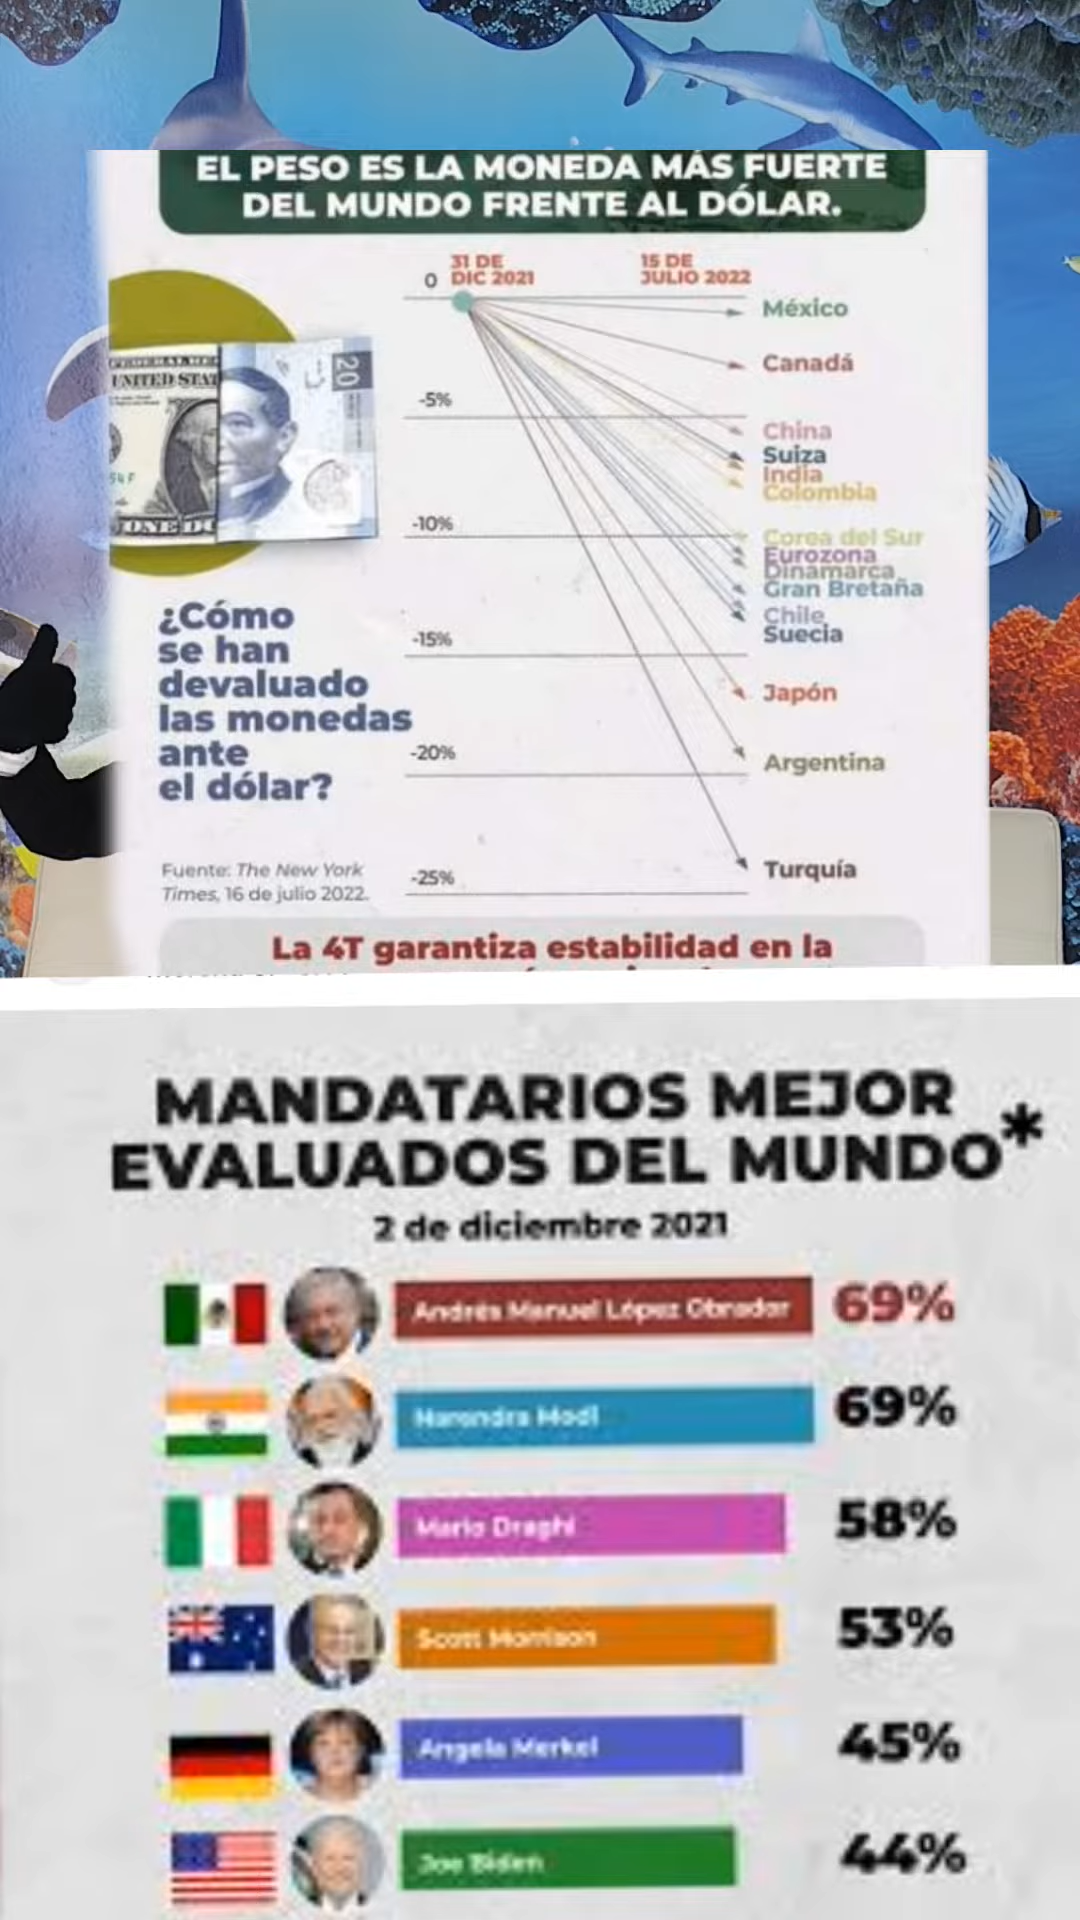 EL PESO ES LA MONEDA MÁS FUERTE
DEL MUNDO FRENTE AL DÓLAR.
31 DE
DIC 2021
15 DE
JULIO 2022
0
México
Canadá
-5%
China
Suiza
India
Colombia
-10%
Corea del Sur
Eurozona
Dinamarca
Gran Bretaña
Chile
Suecia
-15%
Japón
-20%
Argentina
-25%
Turquía
UNITED STAT
ONE DO
20
¿Cómo
se han
devaluado
las monedas
ante
el dólar?
Fuente: The New York
Times, 16 de julio 2022.
La 4T garantiza estabilidad en la
MANDATARIOS MEJOR
EVALUADOS DEL MUNDO*
2 de diciembre 2021
Andrés Manuel López Obrador 69%
Narendra Modi 69%
Mario Draghi 58%
Scott Morrison 53%
Angela Merkel 45%
Joe Biden 44%